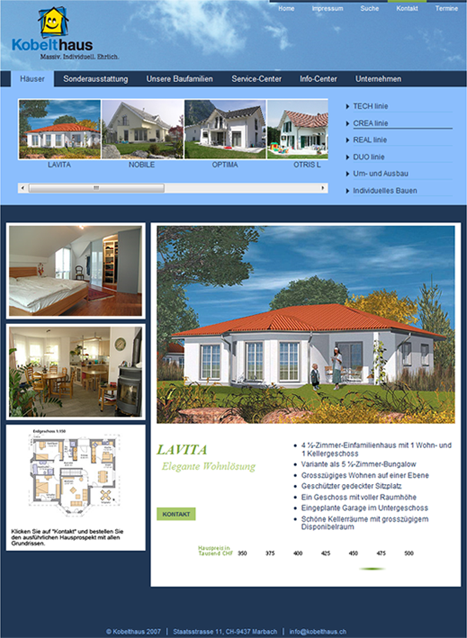 Home Impressum Suche Kontakt Termine
Kobelthaus
Massiv. Individuell. Ehrlich.
Häuser Sonderausstattung Unsere Baufamilien Service-Center Info-Center Unternehmen
LAVITA NOBILE OPTIMA OTRIS L
TECH linie
CREA linie
REAL linie
DUO linie
Um- und Ausbau
Individuelles Bauen
Erdgeschoss 1:150
Klicken Sie auf "Kontakt" und bestellen Sie
den ausführlichen Hausprospekt mit allen
Grundrissen.
LAVITA
Elegante Wohnlösung
KONTAKT
4 ½-Zimmer-Einfamilienhaus mit 1 Wohn- und
1 Kellergeschoss
Variante als 5 ½-Zimmer-Bungalow
Grosszügiges Wohnen auf einer Ebene
Geschützter gedeckter Sitzplatz
Ein Geschoss mit voller Raumhöhe
Eingeplante Garage im Untergeschoss
Schöne Kellerräume mit grosszügigem
Disponibelraum
Hauspreis in
Tausend CHF 350 375 400 425 450 475 500
© Kobelthaus 2007 | Staatsstrasse 11, CH-9437 Marbach | info@kobelthaus.ch